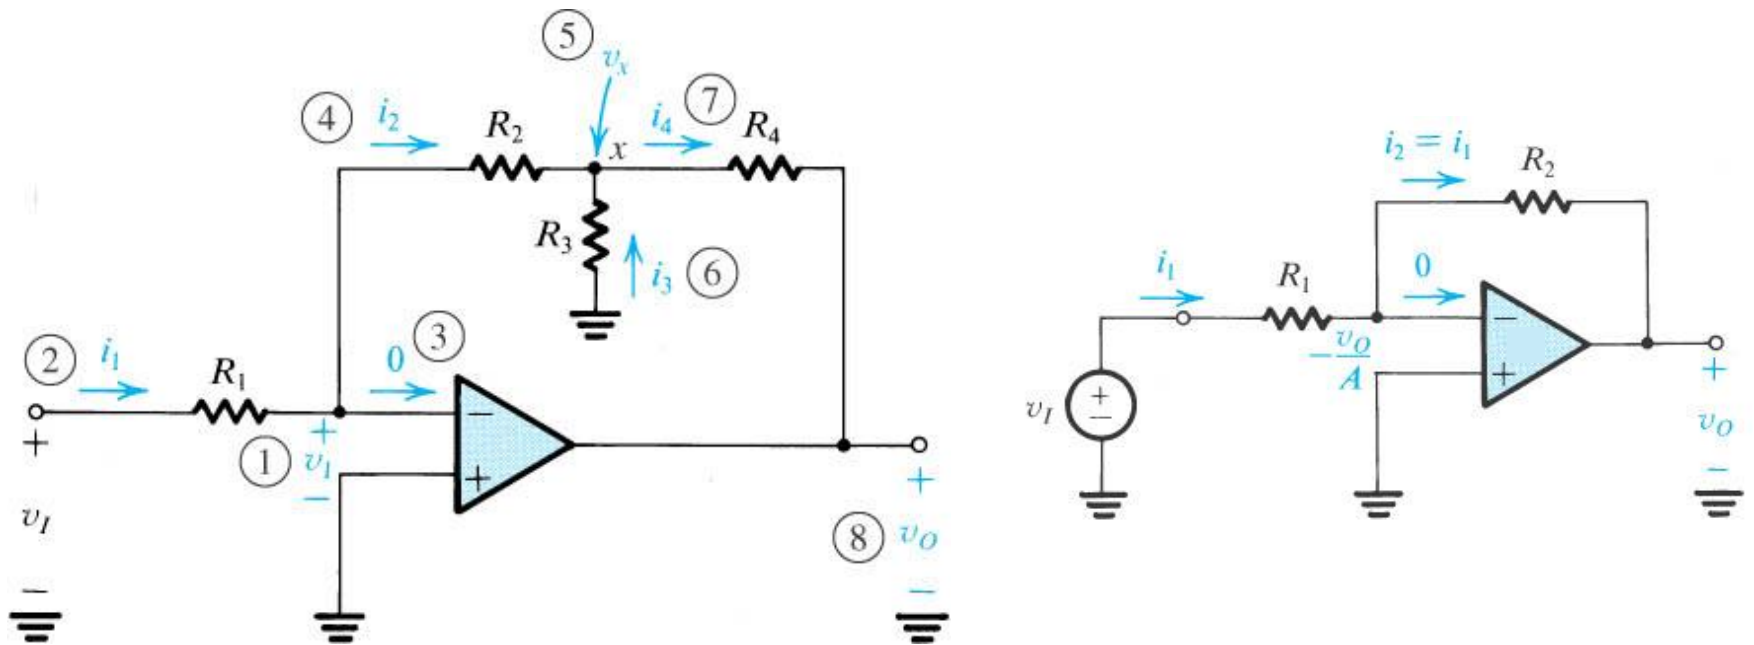 ⑤
v_x
④
i_2
R_2
x
⑦
i_4
R_4
R_3
i_3
⑥
②
i_1
R_1
0
③
−
+
+
①
v_1
−
+
v_I
−
+
⑧
v_O
−
i_2 = i_1
R_2
i_1
R_1
0
−v_O/A
−
+
v_I
+
−
+
v_O
−